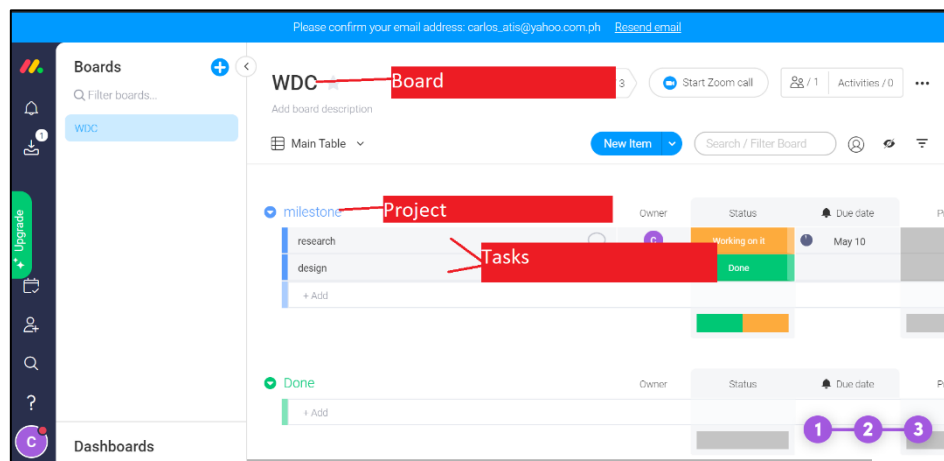 Please confirm your email address: carlos_atis@yahoo.com.ph Resend email
Boards
Filter boards...
WDC
1
Upgrade
?
C
Dashboards
WDC
Board
3
Start Zoom call
/ 1
Activities / 0
Add board description
Main Table
New Item
Search / Filter Board
milestone
Project
Owner
Status
Due date
research
C
Working on it
May 10
Tasks
design
Done
+ Add
Done
Owner
Status
Due date
+ Add
1
2
3